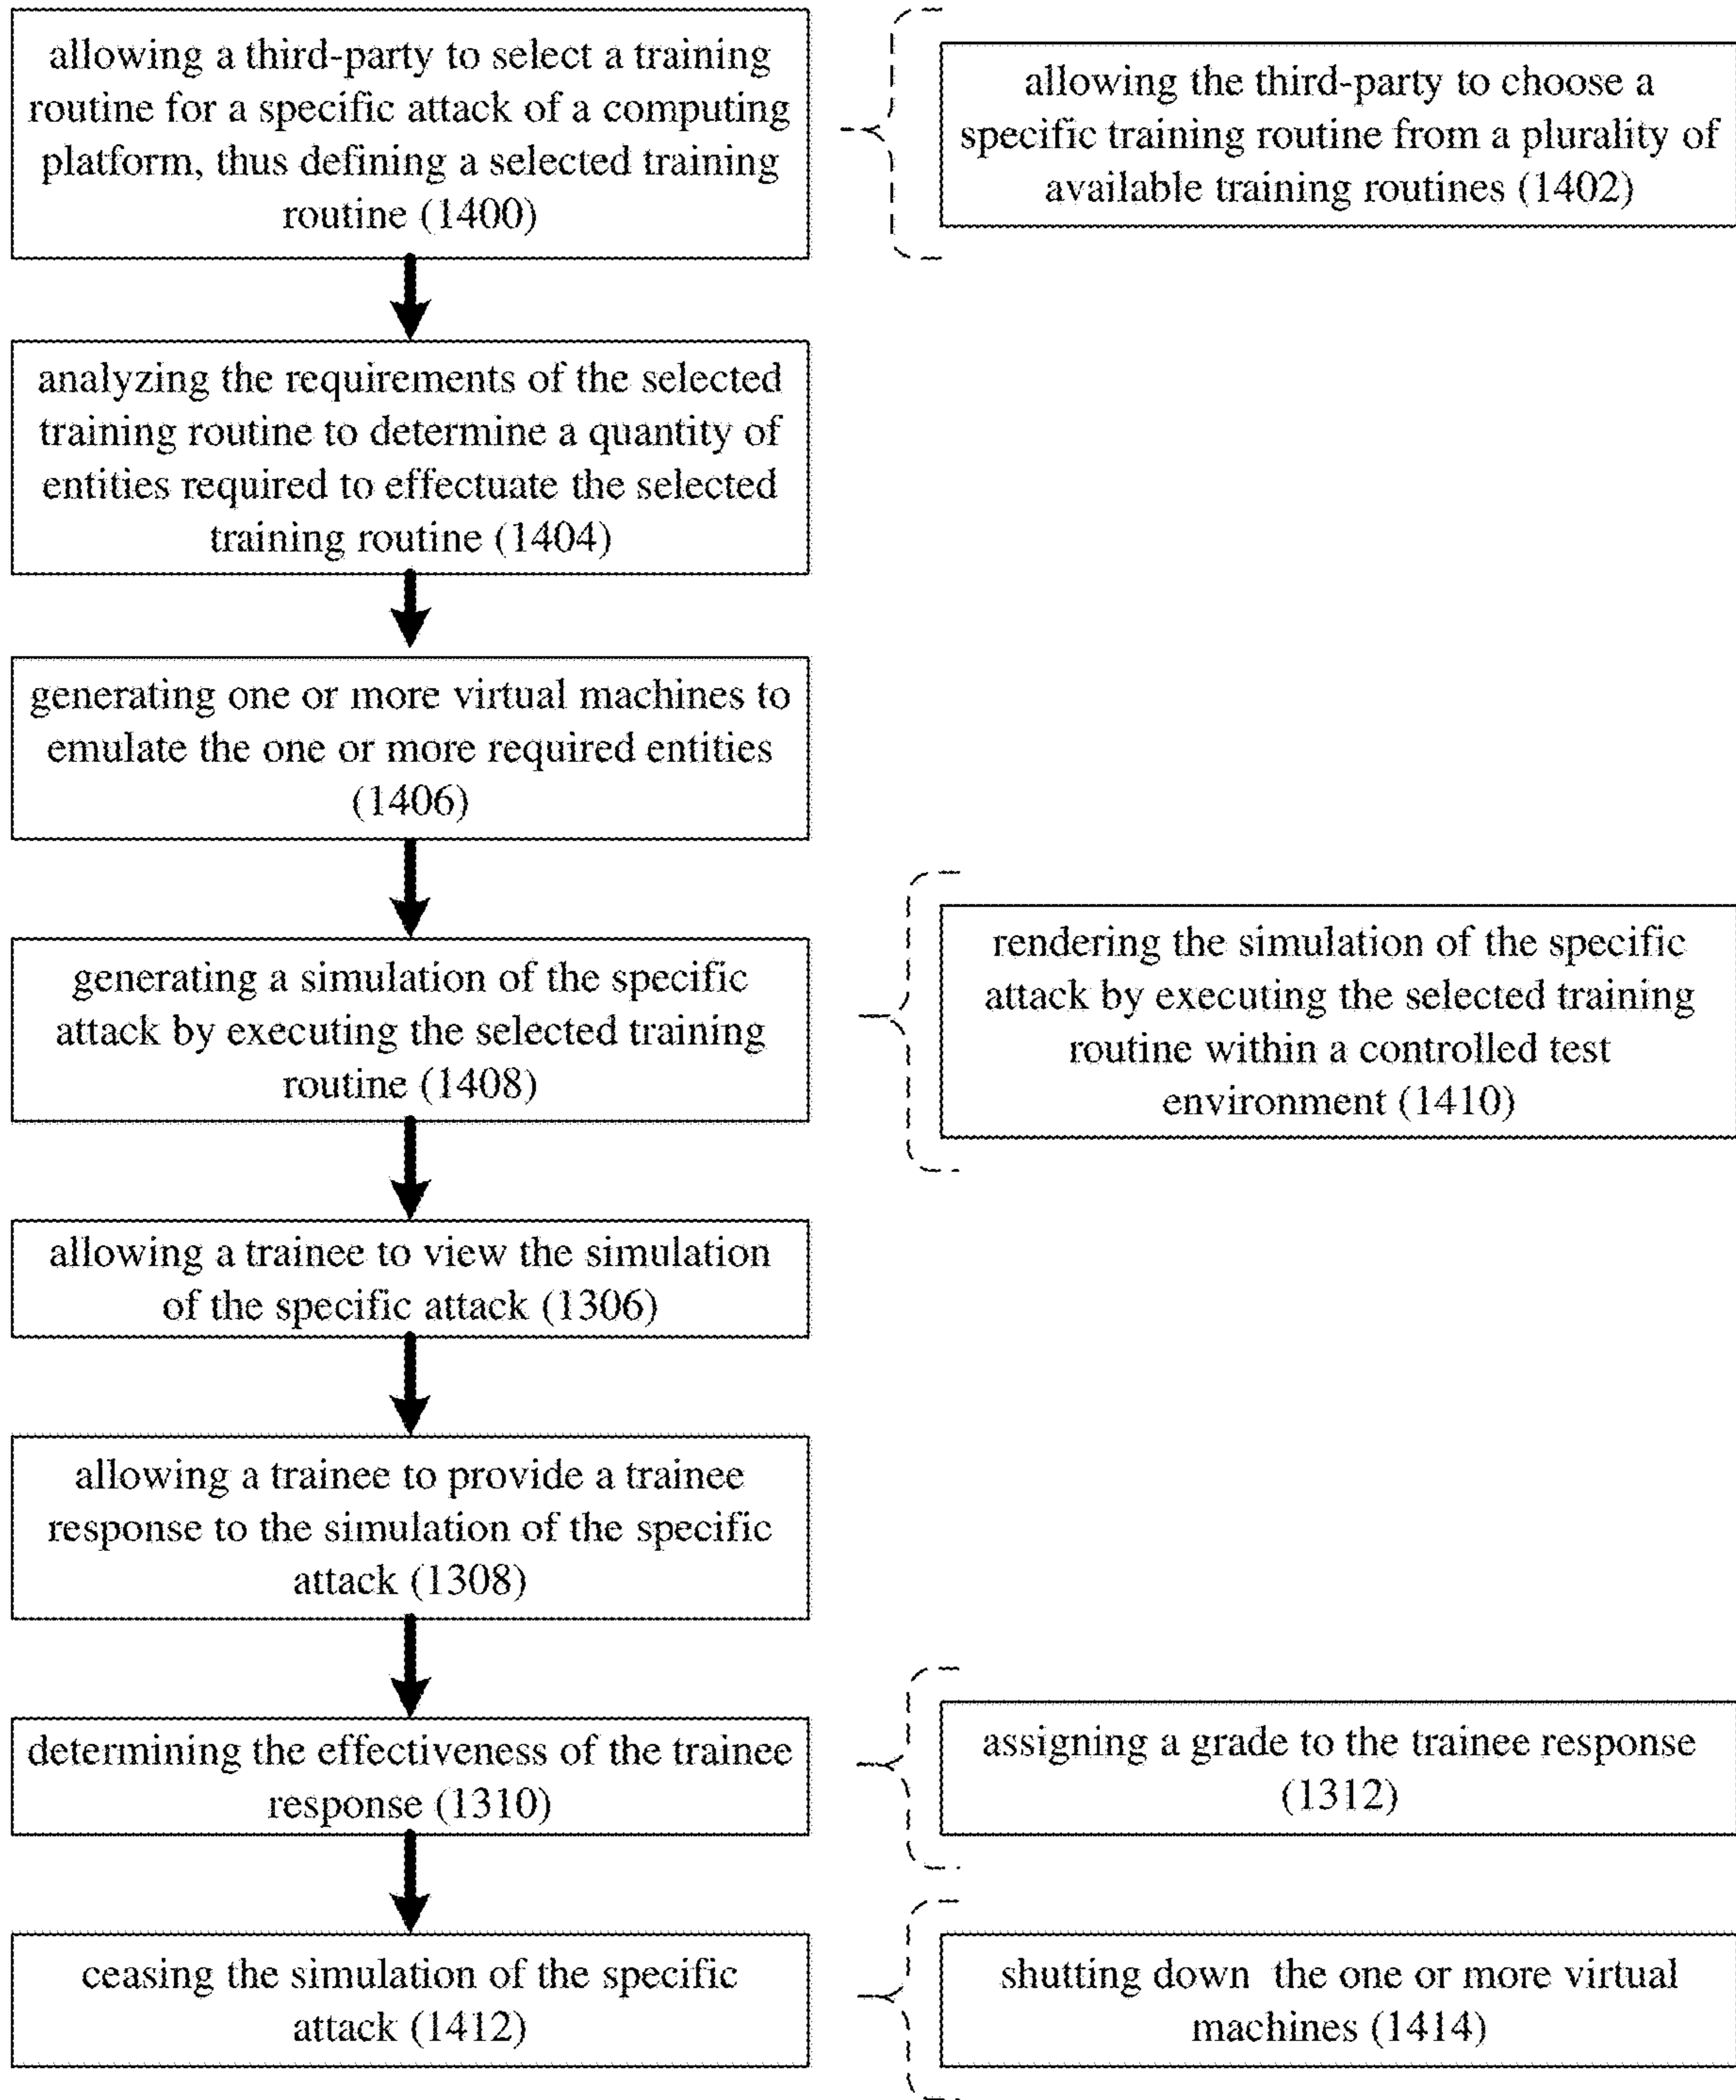 allowing a third-party to select a training
routine for a specific attack of a computing
platform, thus defining a selected training
routine (1400)
allowing the third-party to choose a
specific training routine from a plurality of
available training routines (1402)
analyzing the requirements of the selected
training routine to determine a quantity of
entities required to effectuate the selected
training routine (1404)
generating one or more virtual machines to
emulate the one or more required entities
(1406)
generating a simulation of the specific
attack by executing the selected training
routine (1408)
rendering the simulation of the specific
attack by executing the selected training
routine within a controlled test
environment (1410)
allowing a trainee to view the simulation
of the specific attack (1306)
allowing a trainee to provide a trainee
response to the simulation of the specific
attack (1308)
determining the effectiveness of the trainee
response (1310)
assigning a grade to the trainee response
(1312)
ceasing the simulation of the specific
attack (1412)
shutting down the one or more virtual
machines (1414)